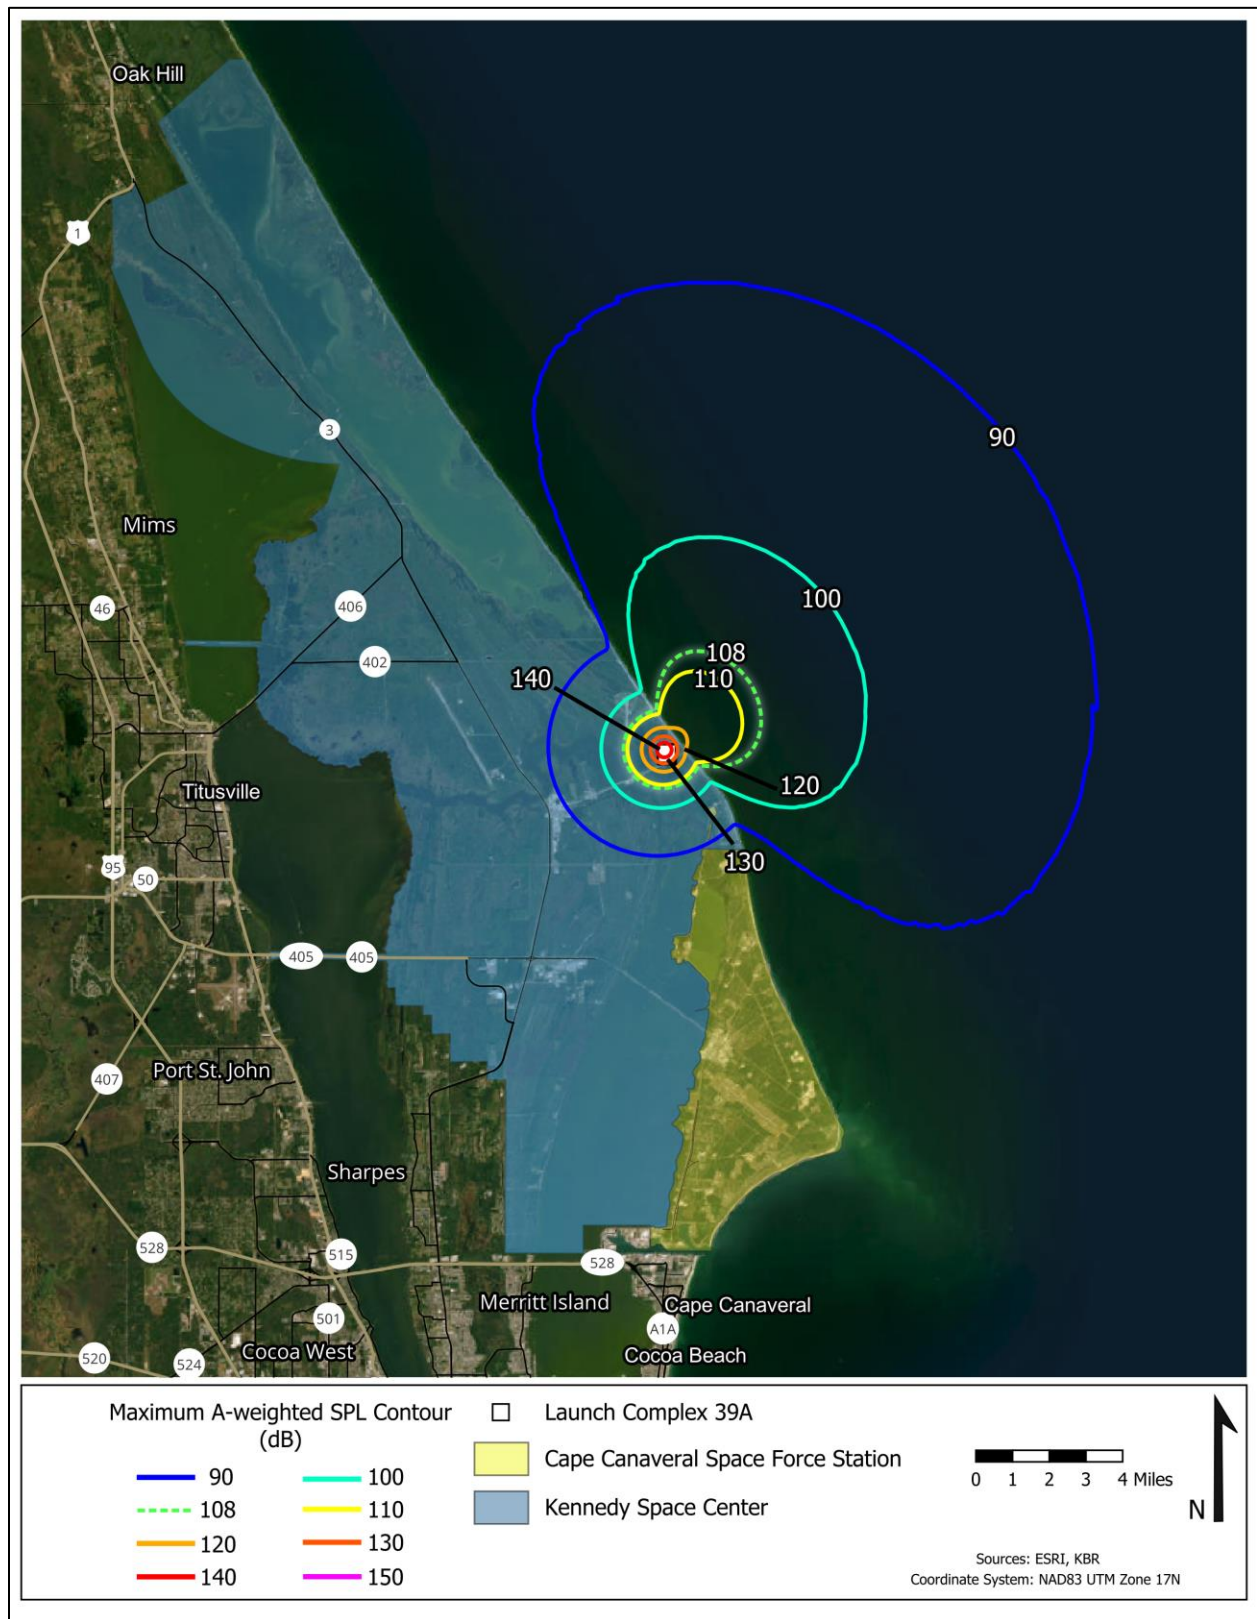 Oak Hill
1
3
90
Mims
46
406
100
402
108
140
110
120
Titusville
130
95
50
405
405
Port St. John
407
Sharpes
528
515
528
Merritt Island
Cape Canaveral
501
A1A
Cocoa West
Cocoa Beach
520
524
Maximum A-weighted SPL Contour
(dB)
90
100
108
110
120
130
140
150
Launch Complex 39A
Cape Canaveral Space Force Station
Kennedy Space Center
0 1 2 3 4 Miles
N
Sources: ESRI, KBR
Coordinate System: NAD83 UTM Zone 17N